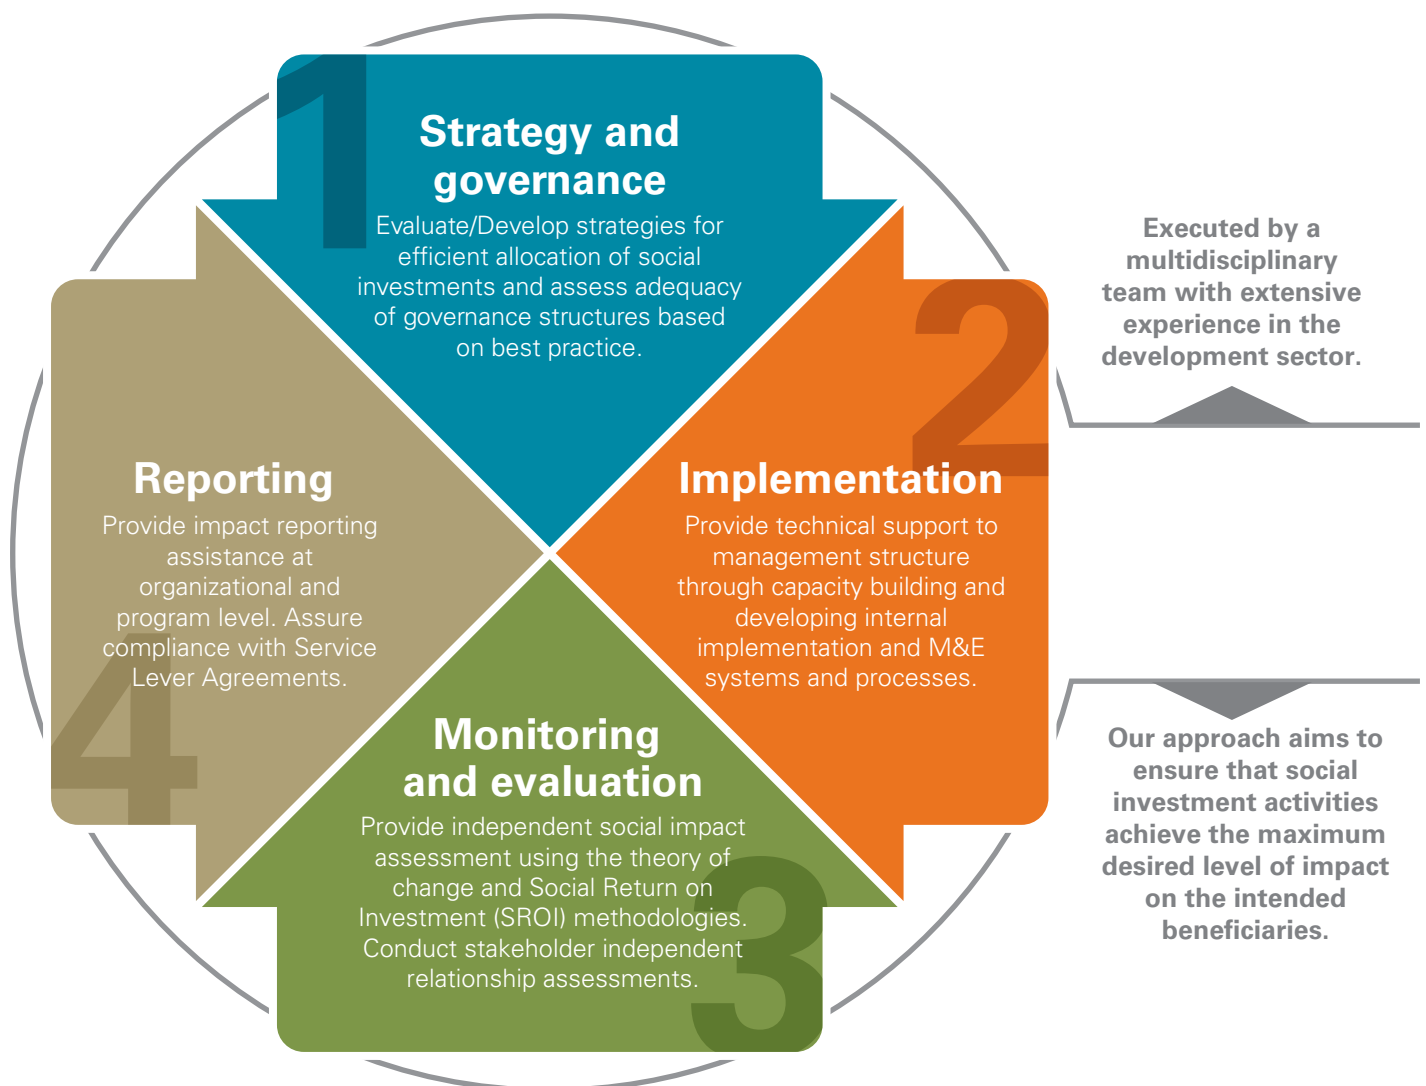 1
Strategy and
governance
Evaluate/Develop strategies for
efficient allocation of social
investments and assess adequacy
of governance structures based
on best practice.
2
Implementation
Provide technical support to
management structure
through capacity building and
developing internal
implementation and M&E
systems and processes.
3
Monitoring
and evaluation
Provide independent social impact
assessment using the theory of
change and Social Return on
Investment (SROI) methodologies.
Conduct stakeholder independent
relationship assessments.
4
Reporting
Provide impact reporting
assistance at
organizational and
program level. Assure
compliance with Service
Lever Agreements.
Executed by a
multidisciplinary
team with extensive
experience in the
development sector.
Our approach aims to
ensure that social
investment activities
achieve the maximum
desired level of impact
on the intended
beneficiaries.